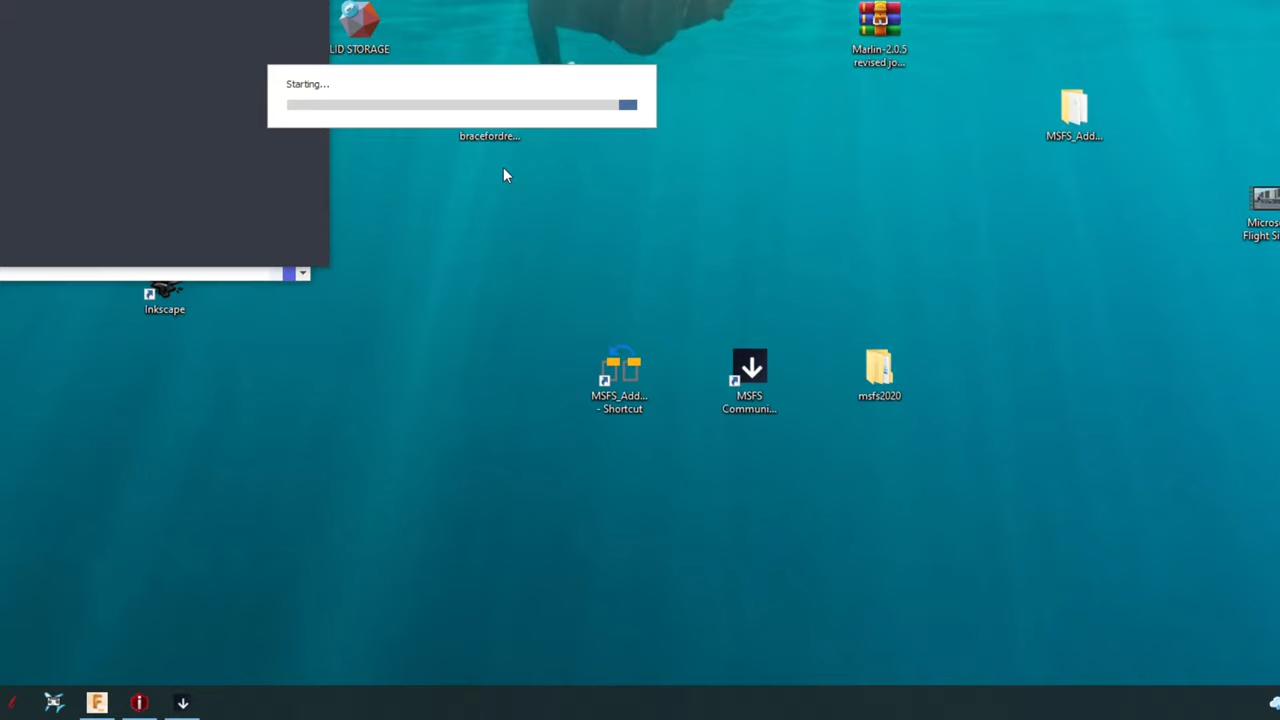 LID STORAGE
Marlin-2.0.5
revised.jo...
Starting...
bracefordre...
MSFS_Add...
Micros
Flight Si
Inkscape
MSFS_Add...
- Shortcut
MSFS
Communi...
msfs2020